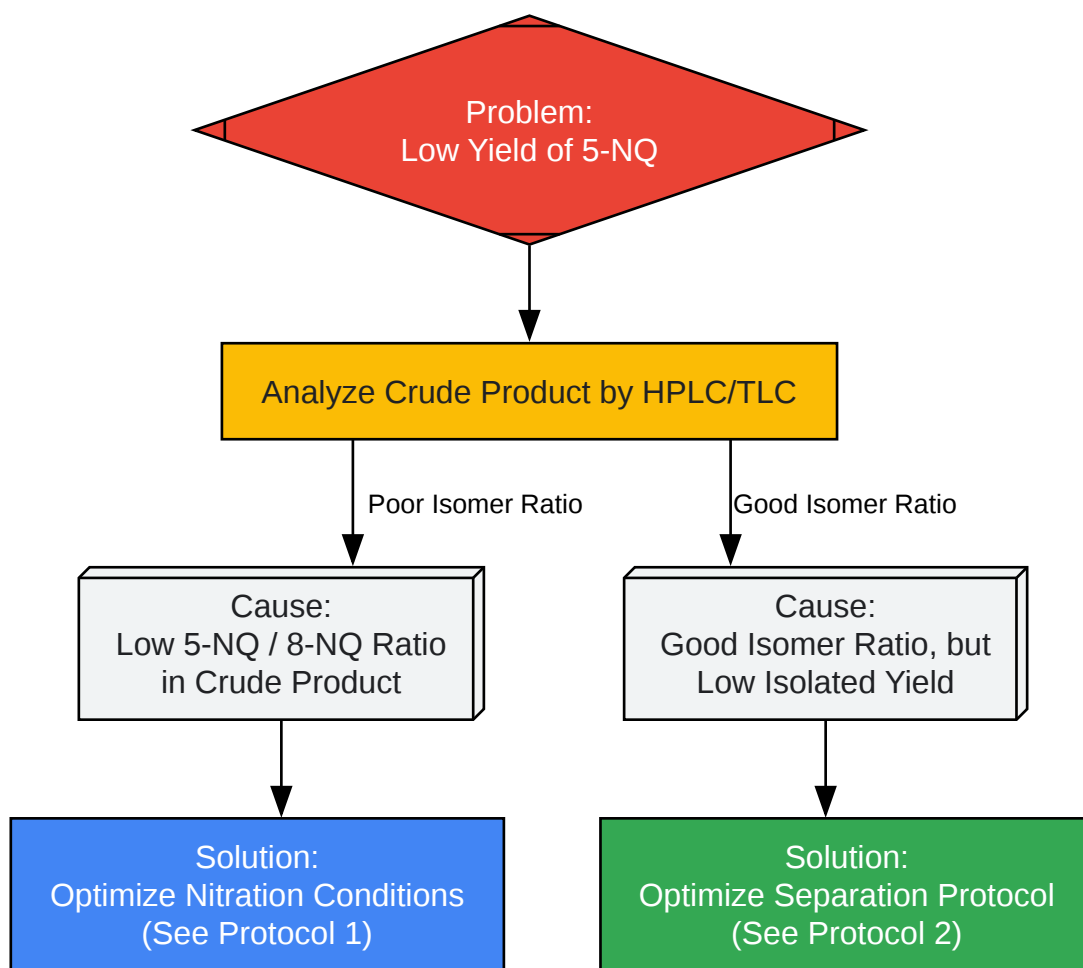 Problem:
Low Yield of 5-NQ
Analyze Crude Product by HPLC/TLC
Poor Isomer Ratio
Good Isomer Ratio
Cause:
Low 5-NQ / 8-NQ Ratio
in Crude Product
Cause:
Good Isomer Ratio, but
Low Isolated Yield
Solution:
Optimize Nitration Conditions
(See Protocol 1)
Solution:
Optimize Separation Protocol
(See Protocol 2)